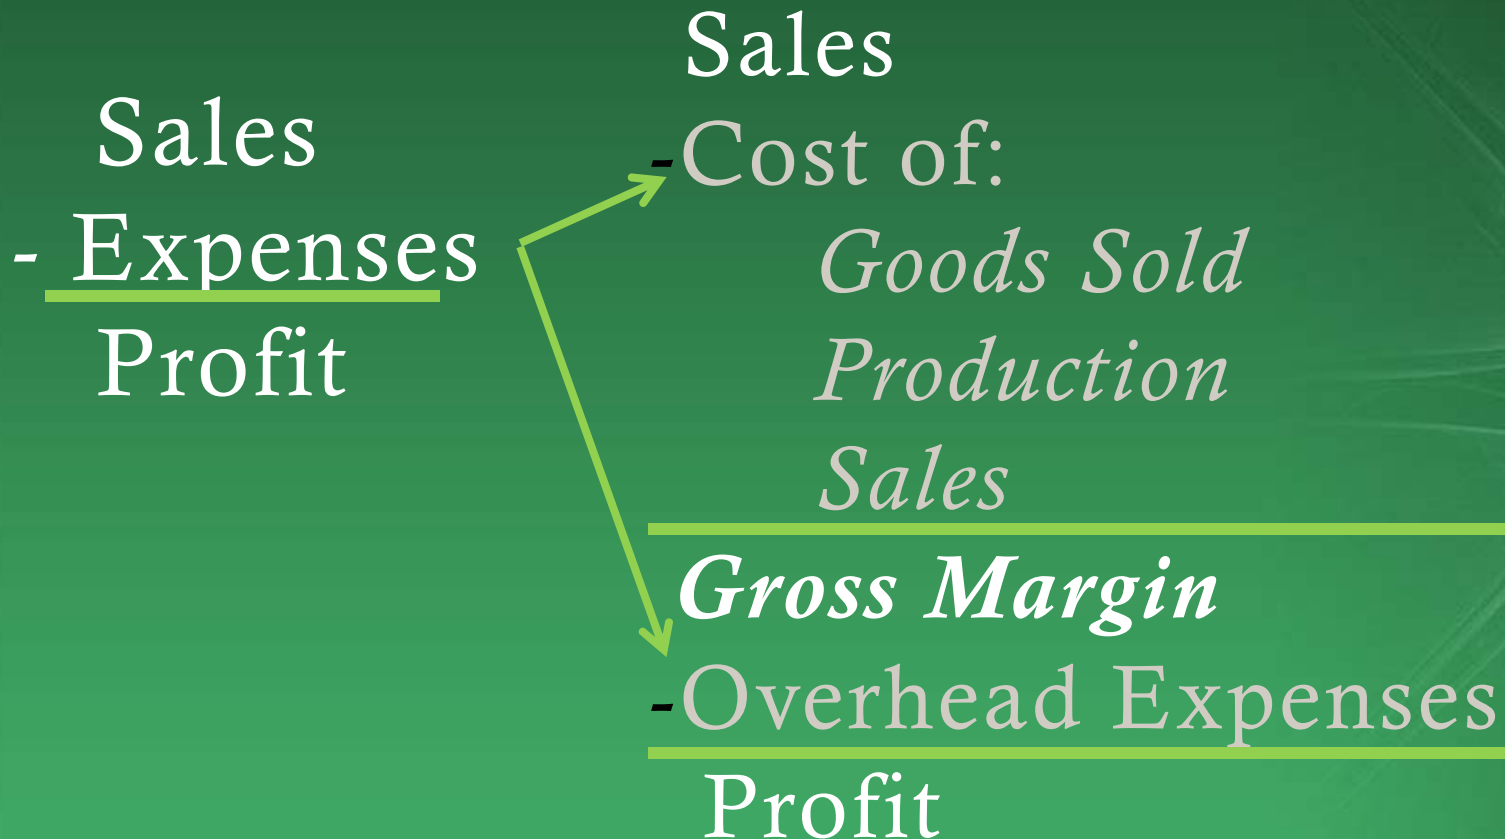 Sales
- Expenses
Profit
Sales
-Cost of:
Goods Sold
Production
Sales
Gross Margin
-Overhead Expenses
Profit